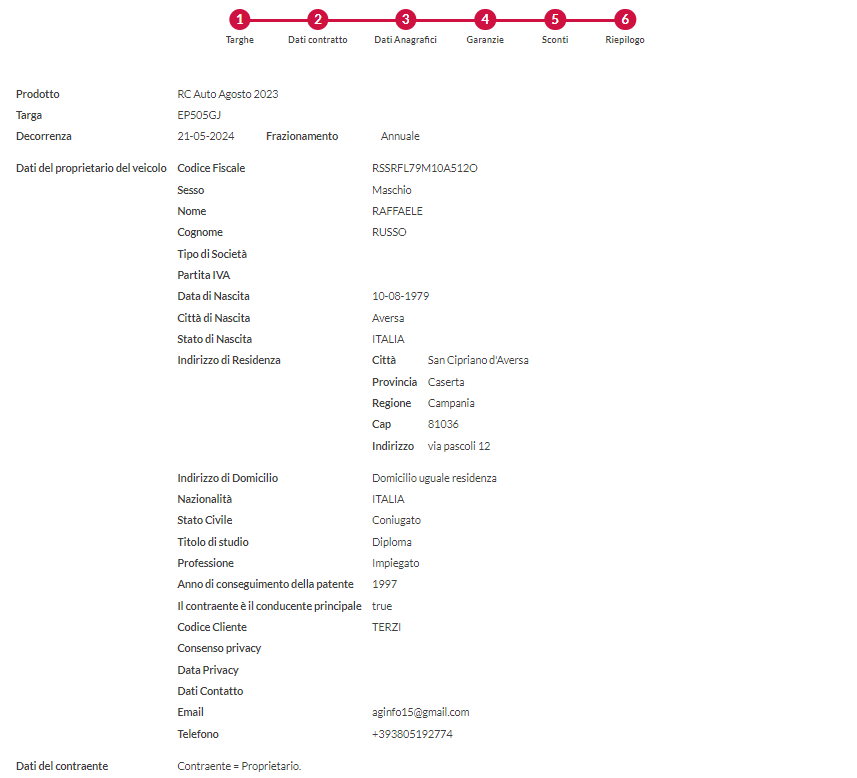 1 2 3 4 5 6
Targhe Dati contratto Dati Anagrafici Garanzie Sconti Riepilogo
Prodotto RC Auto Agosto 2023
Targa EP505GJ
Decorrenza 21-05-2024 Frazionamento Annuale
Dati del proprietario del veicolo Codice Fiscale RSSRFL79M10A512O
Sesso Maschio
Nome RAFFAELE
Cognome RUSSO
Tipo di Società
Partita IVA
Data di Nascita 10-08-1979
Città di Nascita Aversa
Stato di Nascita ITALIA
Indirizzo di Residenza Città San Cipriano d'Aversa
Provincia Caserta
Regione Campania
Cap 81036
Indirizzo via pascoli 12
Indirizzo di Domicilio Domicilio uguale residenza
Nazionalità ITALIA
Stato Civile Coniugato
Titolo di studio Diploma
Professione Impiegato
Anno di conseguimento della patente 1997
Il contraente è il conducente principale true
Codice Cliente TERZI
Consenso privacy
Data Privacy
Dati Contatto
Email aginfo15@gmail.com
Telefono +393805192774
Dati del contraente Contraente = Proprietario.